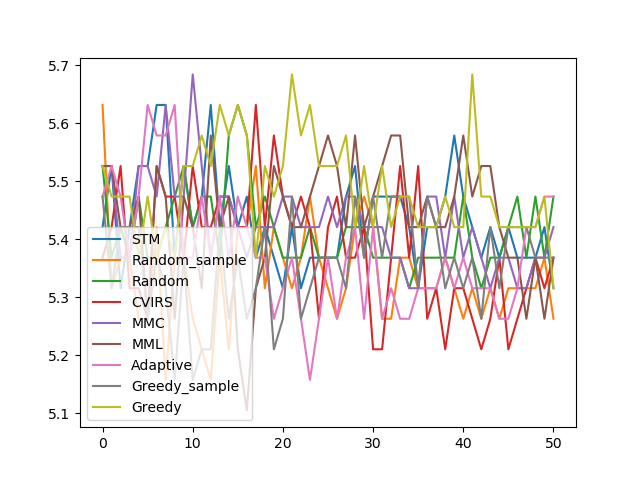 5.7
5.6
5.5
5.4
5.3
5.2
5.1
STM
Random_sample
Random
CVIRS
MMC
MML
Adaptive
Greedy_sample
Greedy
0 10 20 30 40 50